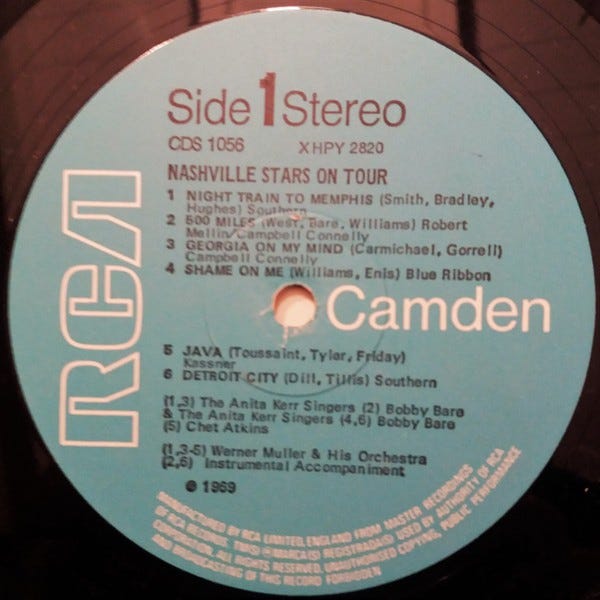 Side 1 Stereo
CDS 1056 XHPY 2820
NASHVILLE STARS ON TOUR
1 NIGHT TRAIN TO MEMPHIS (Smith, Bradley,
Hughes) Southern
2 500 MILES (West, Bare, Williams) Robert
Mellin/Campbell Connelly
3 GEORGIA ON MY MIND (Carmichael, Gorrell)
Campbell Connelly
4 SHAME ON ME (Williams, Enis) Blue Ribbon
RCA
Camden
5 JAVA (Toussaint, Tyler, Friday)
Kassner
6 DETROIT CITY (Dill, Tillis) Southern
(1,3) The Anita Kerr Singers (2) Bobby Bare
& The Anita Kerr Singers (4,6) Bobby Bare
(5) Chet Atkins
(1,3-5) Werner Muller & His Orchestra
(2,6) Instrumental Accompaniment
℗ 1969
MANUFACTURED BY RCA LIMITED, ENGLAND FROM MASTER RECORDINGS
OF RCA RECORDS. TM(S) ® MARCA(S) REGISTRADA(S) USED BY AUTHORITY OF RCA
CORPORATION. ALL RIGHTS RESERVED. UNAUTHORISED COPYING, PUBLIC PERFORMANCE
AND BROADCASTING OF THIS RECORD FORBIDDEN